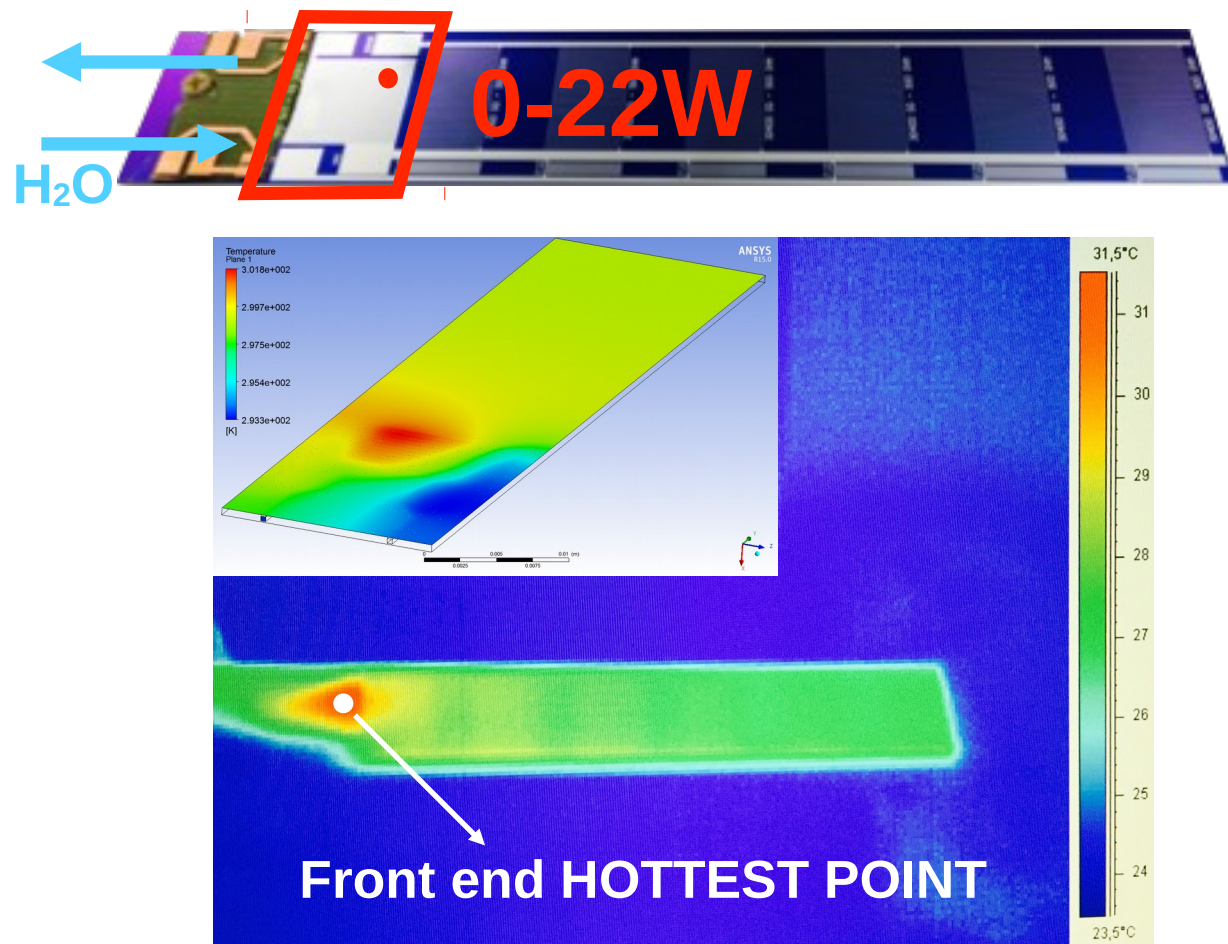 0-22W
H₂O
Temperature
Plane 1
3.018e+002
2.997e+002
2.975e+002
2.954e+002
2.933e+002
[K]
ANSYS
R15.0
0 0.005 0.01 (m)
0.0025 0.0075
Y
Z
X
31,5°C
31
30
29
28
27
26
25
24
23,5°C
Front end HOTTEST POINT